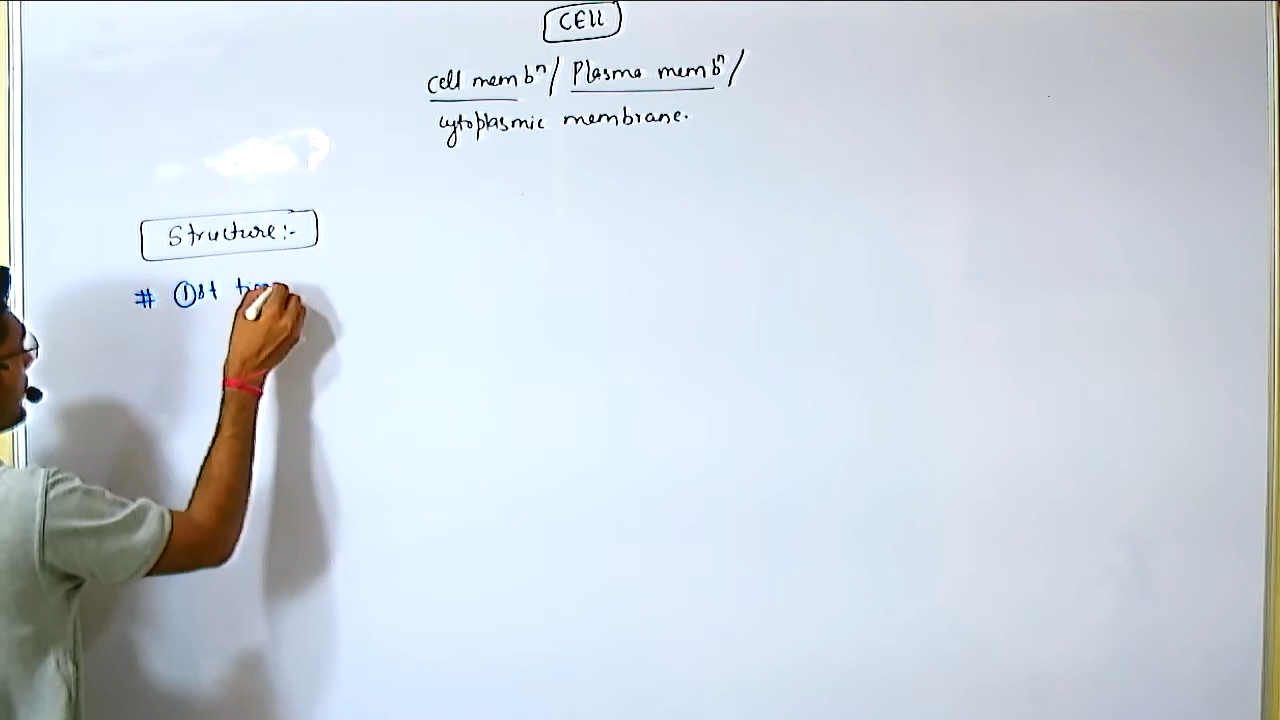 CELL
Cell membⁿ/ Plasma membⁿ/
cytoplasmic membrane.
Structure:-
# ①st